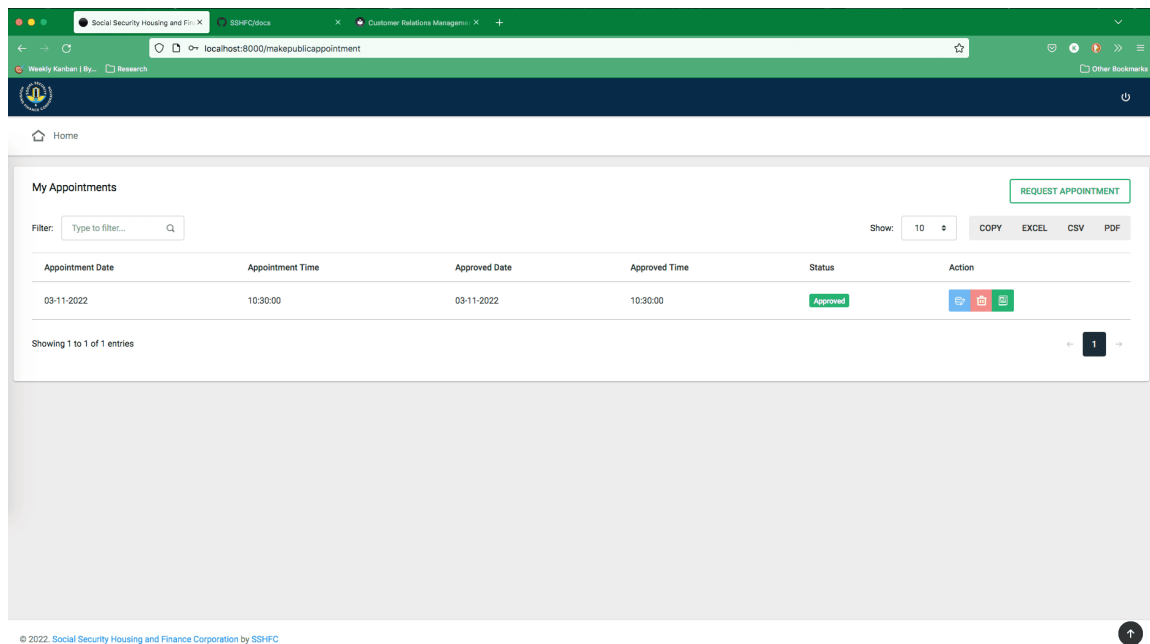 Social Security Housing and Fin
SSHFC/docs
Customer Relations Manageme
localhost:8000/makepublicappointment
Weekly Kanban | By...
Research
Other Bookmarks
Home
My Appointments
REQUEST APPOINTMENT
Filter: Type to filter...
Show: 10 COPY EXCEL CSV PDF
Appointment Date Appointment Time Approved Date Approved Time Status Action
03-11-2022 10:30:00 03-11-2022 10:30:00 Approved
Showing 1 to 1 of 1 entries
← 1 →
© 2022. Social Security Housing and Finance Corporation by SSHFC